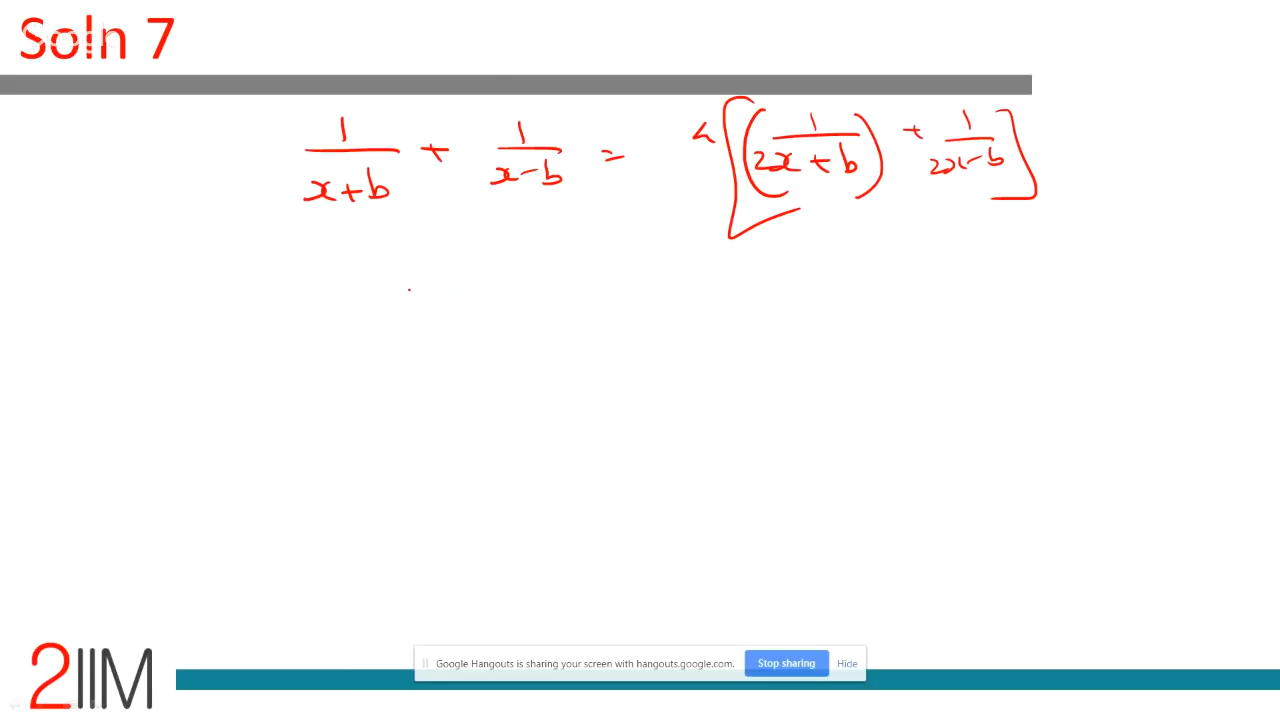 Soln 7
Google
1/(x+b) + 1/(x-b) = 4[(1/(2x+b)) + 1/(2x-b)]
2IIM
Google Hangouts is sharing your screen with hangouts.google.com. Stop sharing Hide